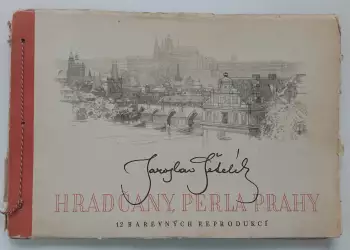 Jaroslav Šetelík
HRADČANY, PERLA PRAHY
12 BAREVNÝCH REPRODUKCÍ